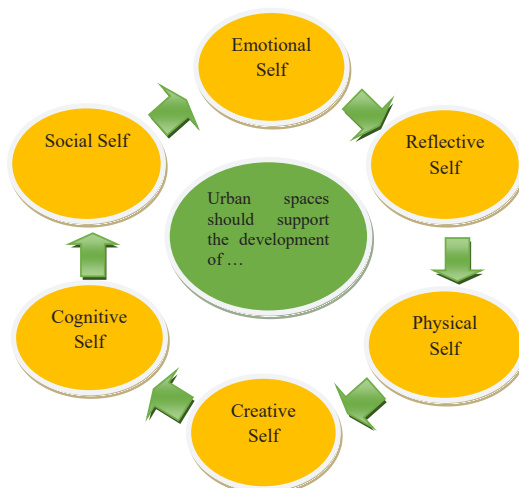 Emotional
Self
Social Self
Reflective
Self
Urban spaces
should support
the development
of …
Cognitive
Self
Physical
Self
Creative
Self